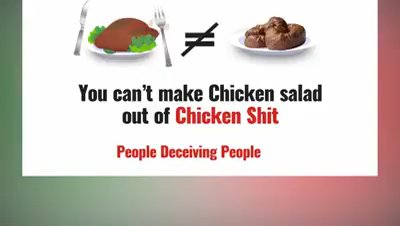 ≠
You can't make Chicken salad
out of Chicken Shit
People Deceiving People